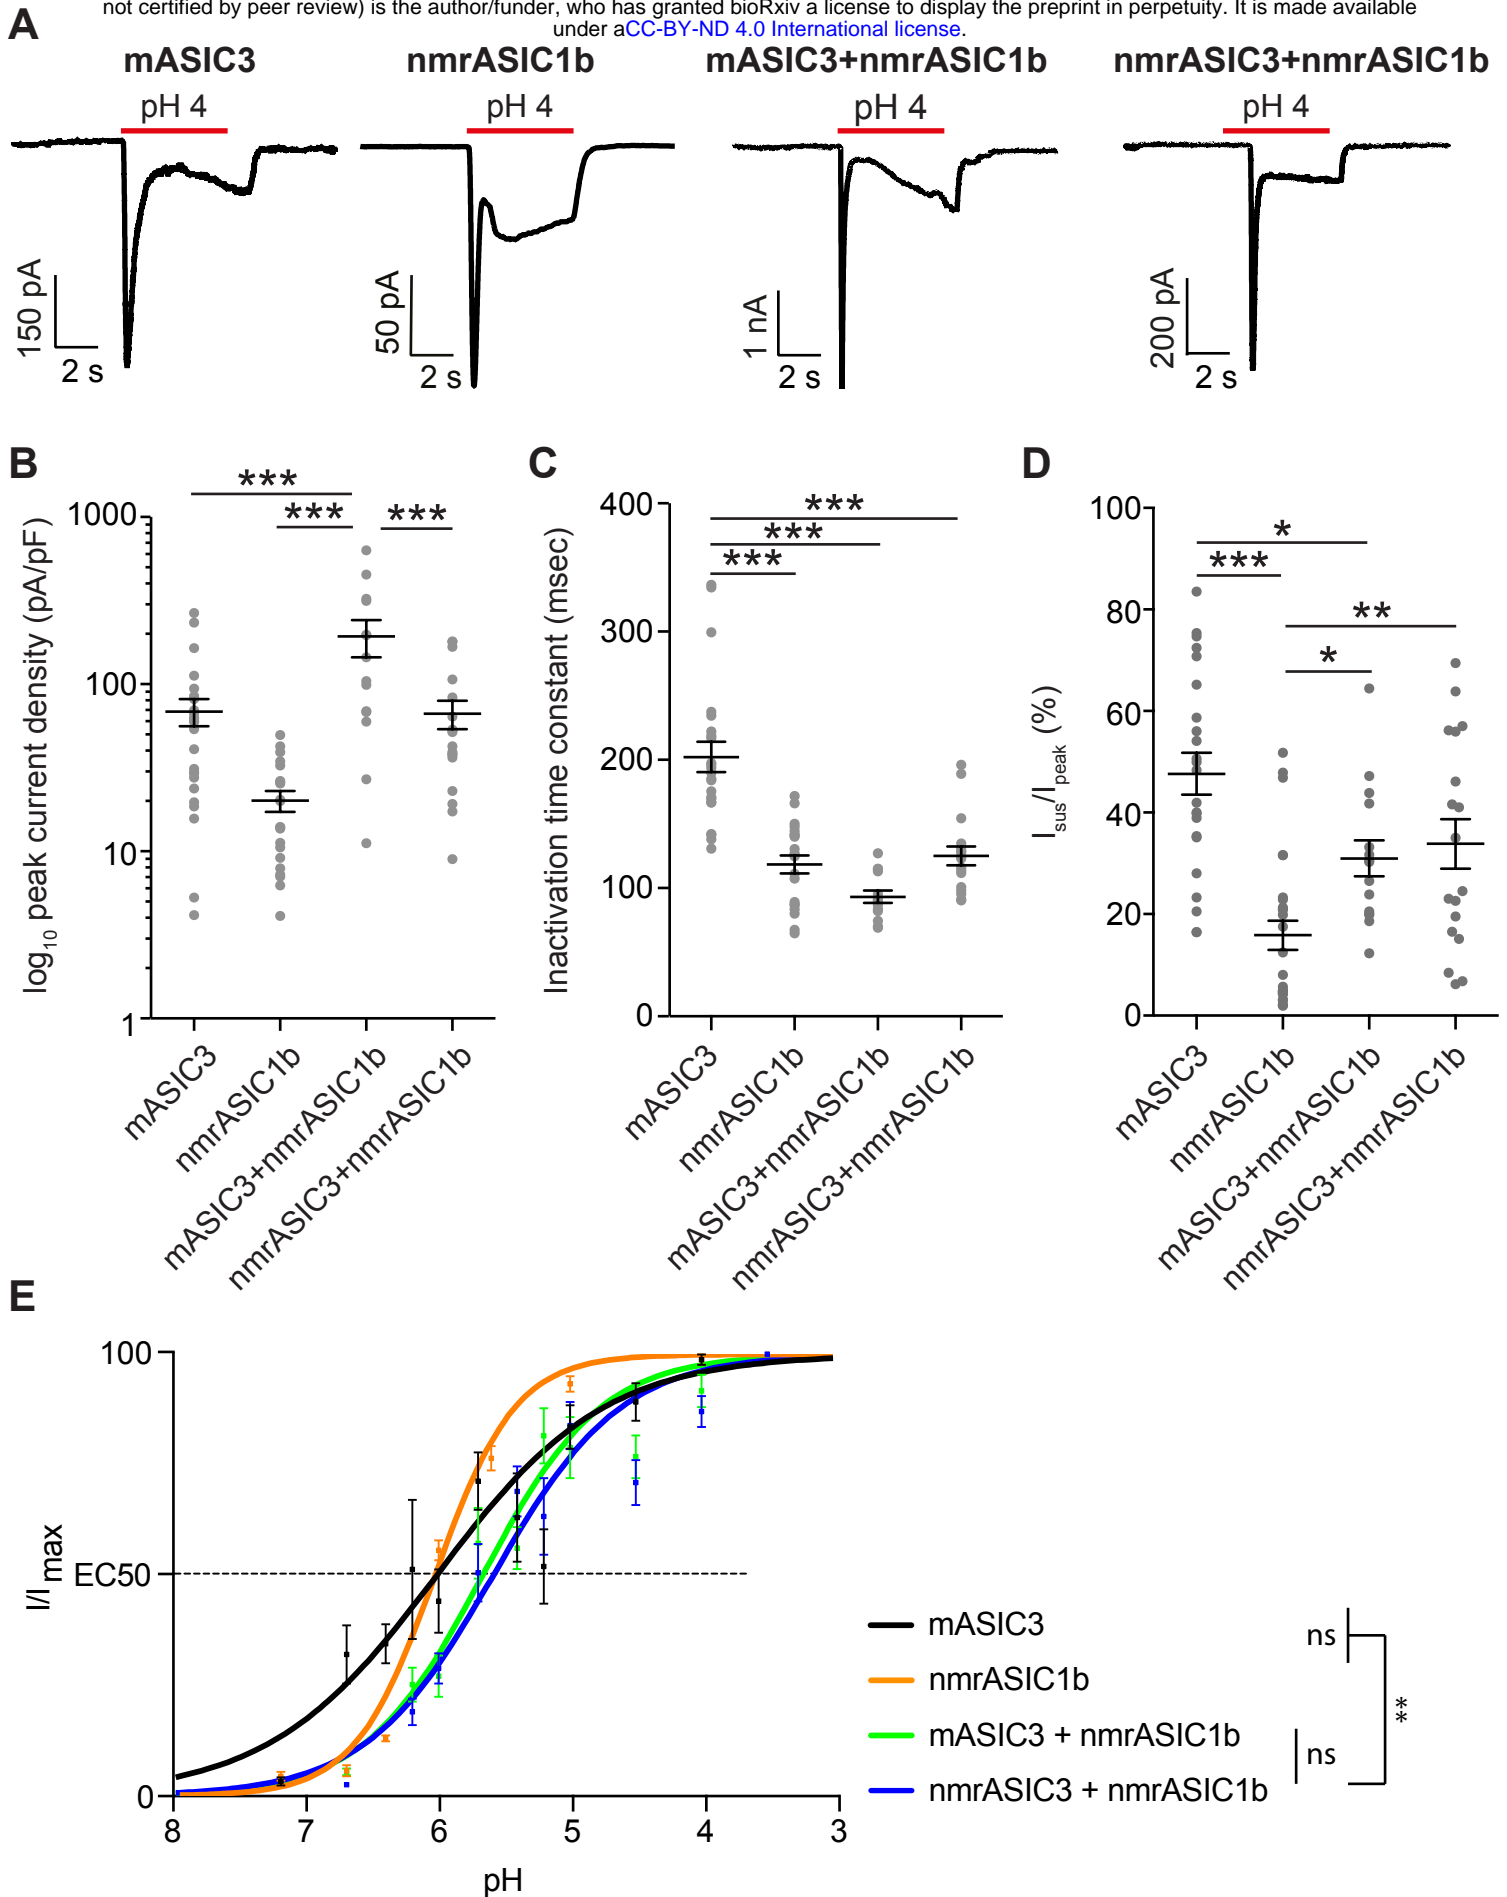 not certified by peer review) is the author/funder, who has granted bioRxiv a license to display the preprint in perpetuity. It is made available
under aCC-BY-ND 4.0 International license.
A
mASIC3 nmrASIC1b mASIC3+nmrASIC1b nmrASIC3+nmrASIC1b
pH 4 pH 4 pH 4 pH 4
150 pA 50 pA 1 nA 200 pA
2 s 2 s 2 s 2 s
B
***
*** ***
log10 peak current density (pA/pF)
1000
100
10
1
mASIC3
nmrASIC1b
mASIC3+nmrASIC1b
nmrASIC3+nmrASIC1b
C
***
***
***
Inactivation time constant (msec)
400
300
200
100
0
mASIC3
nmrASIC1b
mASIC3+nmrASIC1b
nmrASIC3+nmrASIC1b
D
*
***
**
*
Isus/Ipeak (%)
100
80
60
40
20
0
mASIC3
nmrASIC1b
mASIC3+nmrASIC1b
nmrASIC3+nmrASIC1b
E
I/Imax
100
EC50
0
8 7 6 5 4 3
pH
mASIC3
nmrASIC1b
mASIC3 + nmrASIC1b
nmrASIC3 + nmrASIC1b
ns
ns
**